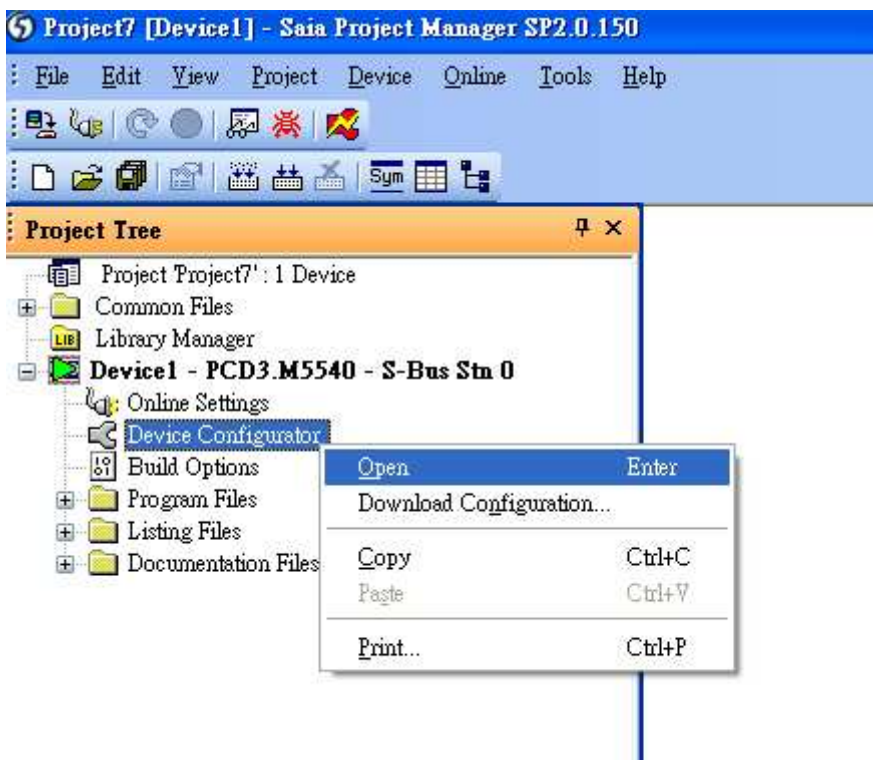 Project7 [Device1] - Saia Project Manager SP2.0.150
File Edit View Project Device Online Tools Help
Sym
Project Tree
Project 'Project7' : 1 Device
Common Files
LIB Library Manager
Device1 - PCD3.M5540 - S-Bus Stn 0
Online Settings
Device Configurator
Build Options
Program Files
Listing Files
Documentation Files
Open Enter
Download Configuration...
Copy Ctrl+C
Paste Ctrl+V
Print... Ctrl+P